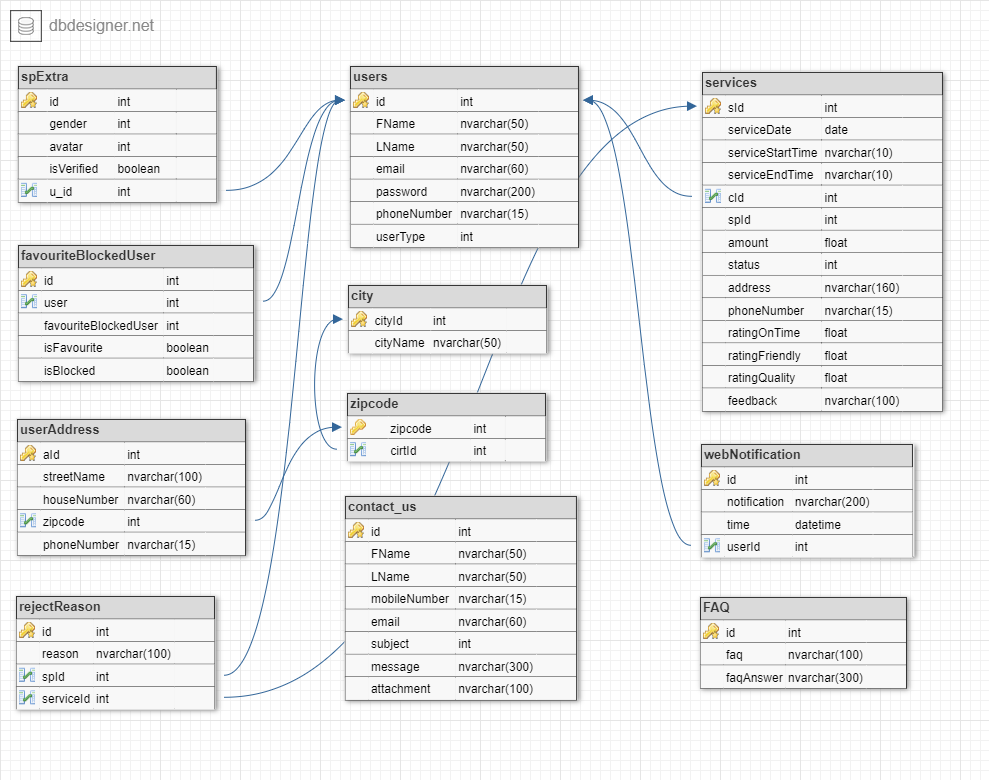 dbdesigner.net
spExtra
id int
gender int
avatar int
isVerified boolean
u_id int
favouriteBlockedUser
id int
user int
favouriteBlockedUser int
isFavourite boolean
isBlocked boolean
userAddress
aId int
streetName nvarchar(100)
houseNumber nvarchar(60)
zipcode int
phoneNumber nvarchar(15)
rejectReason
id int
reason nvarchar(100)
spId int
serviceId int
users
id int
FName nvarchar(50)
LName nvarchar(50)
email nvarchar(60)
password nvarchar(200)
phoneNumber nvarchar(15)
userType int
city
cityId int
cityName nvarchar(50)
zipcode
zipcode int
cirtId int
contact_us
id int
FName nvarchar(50)
LName nvarchar(50)
mobileNumber nvarchar(15)
email nvarchar(60)
subject int
message nvarchar(300)
attachment nvarchar(100)
services
sId int
serviceDate date
serviceStartTime nvarchar(10)
serviceEndTime nvarchar(10)
cId int
spId int
amount float
status int
address nvarchar(160)
phoneNumber nvarchar(15)
ratingOnTime float
ratingFriendly float
ratingQuality float
feedback nvarchar(100)
webNotification
id int
notification nvarchar(200)
time datetime
userId int
FAQ
id int
faq nvarchar(100)
faqAnswer nvarchar(300)